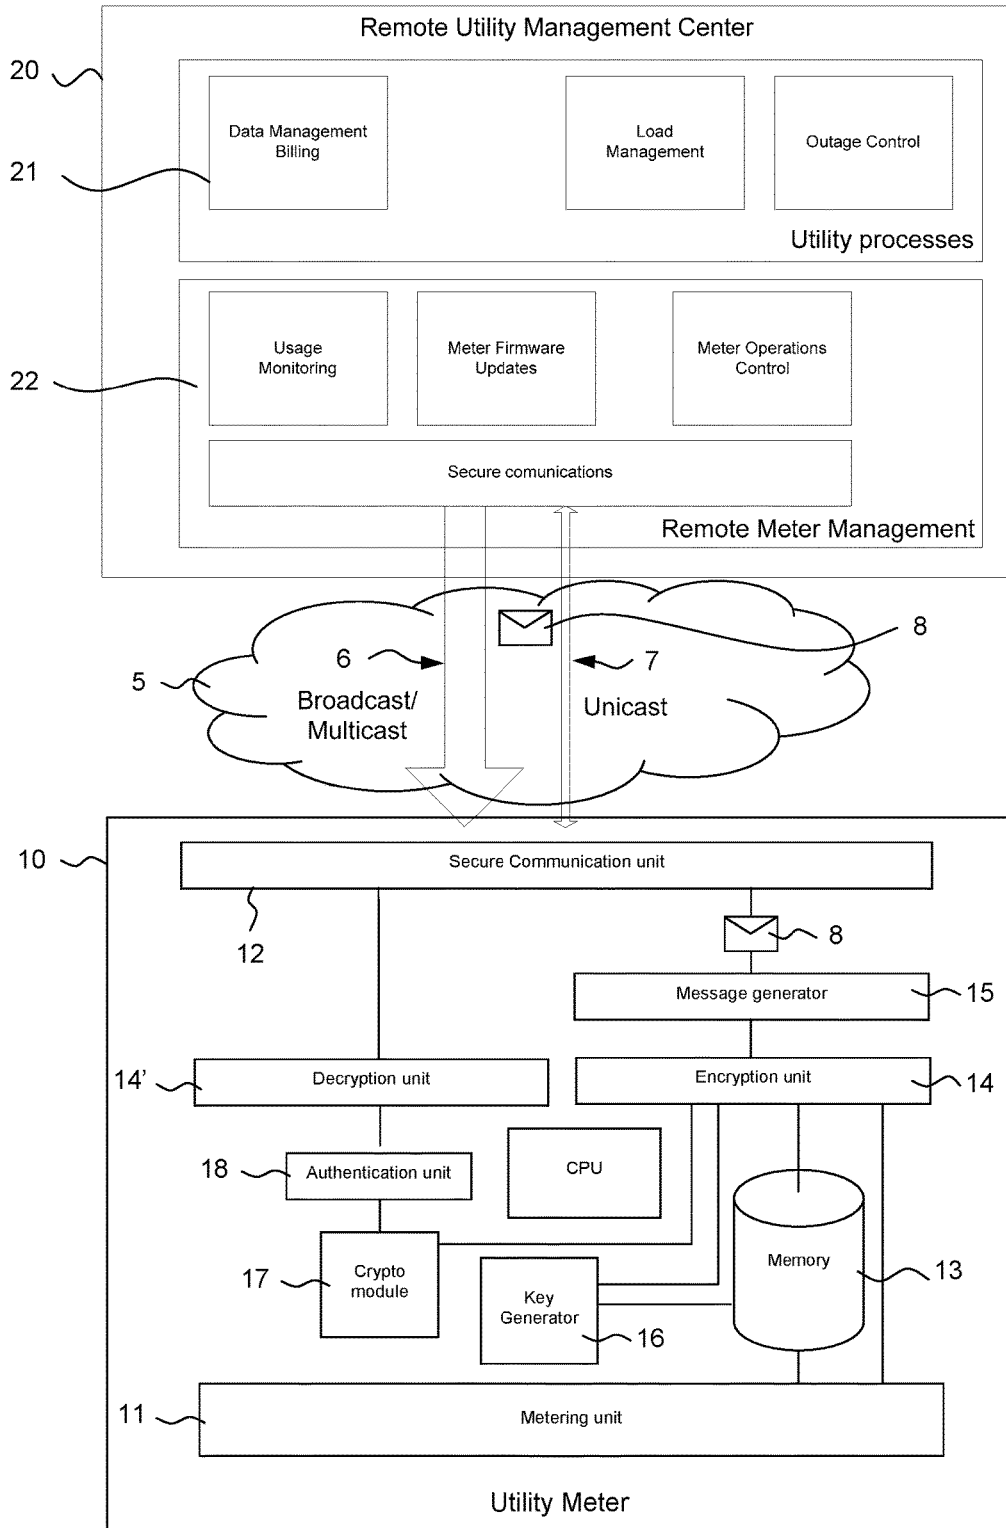 Remote Utility Management Center
20
Data Management
Billing
Load
Management
Outage Control
21
Utility processes
Usage
Monitoring
Meter Firmware
Updates
Meter Operations
Control
22
Secure comunications
Remote Meter Management
8
6
7
5
Broadcast/
Multicast
Unicast
10
Secure Communication unit
12
8
Message generator
15
14'
Decryption unit
Encryption unit
14
CPU
18
Authentication unit
Memory
13
17
Crypto
module
Key
Generator
16
11
Metering unit
Utility Meter